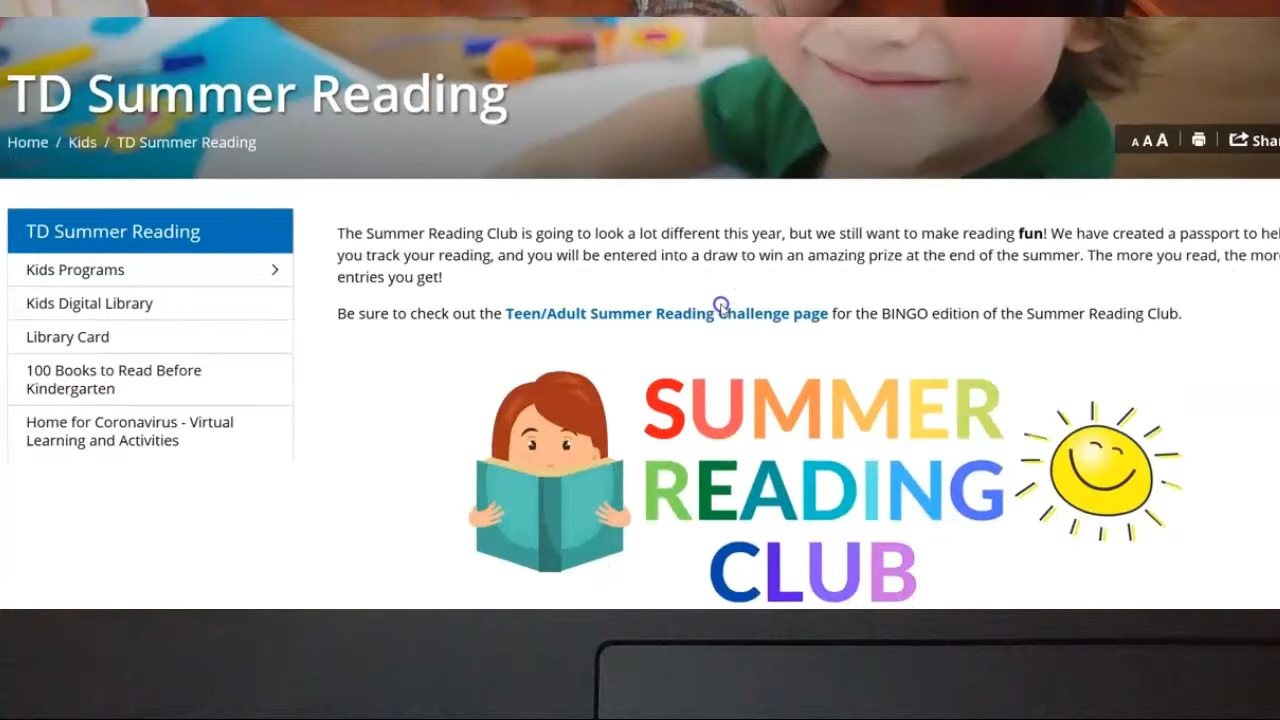 TD Summer Reading
Home / Kids / TD Summer Reading
A A A
TD Summer Reading
Kids Programs
Kids Digital Library
Library Card
100 Books to Read Before
Kindergarten
Home for Coronavirus - Virtual
Learning and Activities
The Summer Reading Club is going to look a lot different this year, but we still want to make reading fun! We have created a passport to
you track your reading, and you will be entered into a draw to win an amazing prize at the end of the summer. The more you read, the
entries you get!
Be sure to check out the Teen/Adult Summer Reading Challenge page for the BINGO edition of the Summer Reading Club.
SUMMER
READING
CLUB